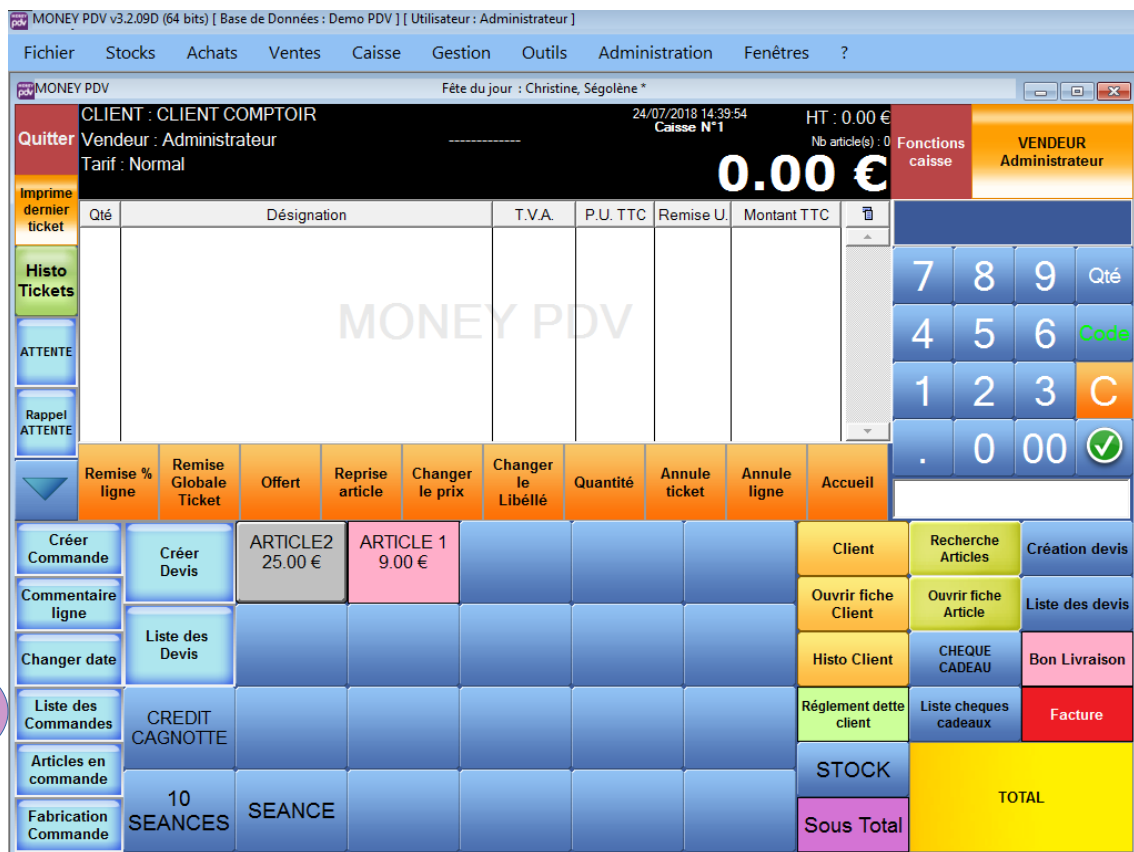 MONEY PDV v3.2.09D (64 bits) [ Base de Données : Demo PDV ] [ Utilisateur : Administrateur ]
Fichier Stocks Achats Ventes Caisse Gestion Outils Administration Fenêtres ?
MONEY PDV Fête du jour : Christine, Ségolène *
Quitter
CLIENT : CLIENT COMPTOIR
Vendeur : Administrateur
Tarif : Normal
-------------
24/07/2018 14:39:54
Caisse N°1
HT : 0.00 €
Nb article(s) : 0
0.00 €
Fonctions
caisse
VENDEUR
Administrateur
Imprime
dernier
ticket
Histo
Tickets
ATTENTE
Rappel
ATTENTE
Qté Désignation T.V.A. P.U. TTC Remise U. Montant TTC
MONEY PDV
7 8 9 Qté
4 5 6 Code
1 2 3 C
. 0 00
Remise %
ligne
Remise
Globale
Ticket
Offert
Reprise
article
Changer
le prix
Changer
le
Libéllé
Quantité
Annule
ticket
Annule
ligne
Accueil
Créer
Commande
Commentaire
ligne
Changer date
Liste des
Commandes
Articles en
commande
Fabrication
Commande
Créer
Devis
Liste des
Devis
CREDIT
CAGNOTTE
10
SEANCES
ARTICLE2
25.00 €
ARTICLE 1
9.00 €
SEANCE
Client
Ouvrir fiche
Client
Histo Client
Réglement dette
client
STOCK
Sous Total
Recherche
Articles
Ouvrir fiche
Article
CHEQUE
CADEAU
Liste cheques
cadeaux
Création devis
Liste des devis
Bon Livraison
Facture
TOTAL